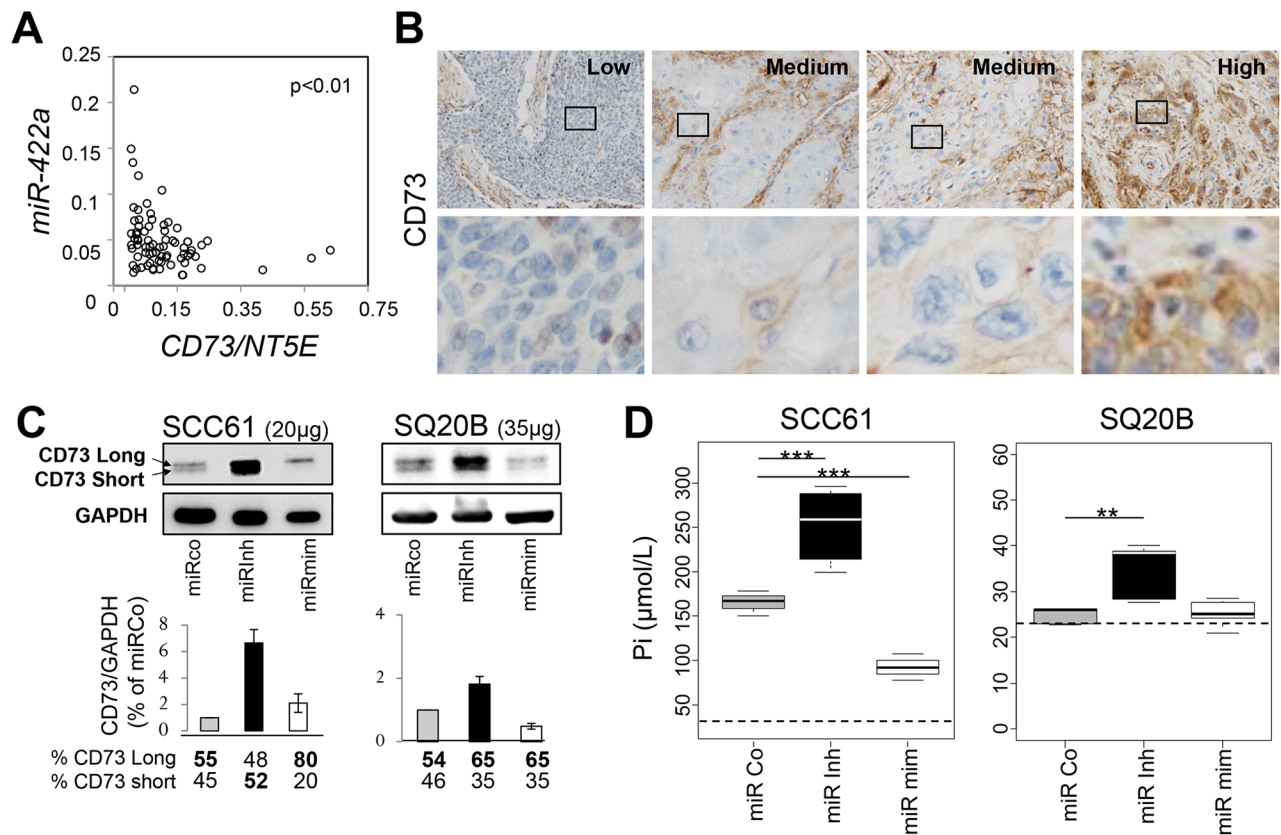 A
0.25
0.2
0.15
0.1
0.05
0
p<0.01
miR-422a
0 0.15 0.35 0.55 0.75
CD73/NT5E
B
Low
Medium
Medium
High
CD73
C
SCC61 (20µg)
SQ20B (35µg)
CD73 Long
CD73 Short
GAPDH
miRco
miRInh
miRmim
miRco
miRInh
miRmim
CD73/GAPDH
(% of miRCo)
8
6
4
2
0
4
2
0
% CD73 Long 55 48 80 54 65 65
% CD73 short 45 52 20 46 35 35
D
SCC61
SQ20B
Pi (µmol/L)
300
250
200
150
100
50
***
***
miR Co
miR Inh
miR mim
60
50
40
30
20
10
0
**
miR Co
miR Inh
miR mim